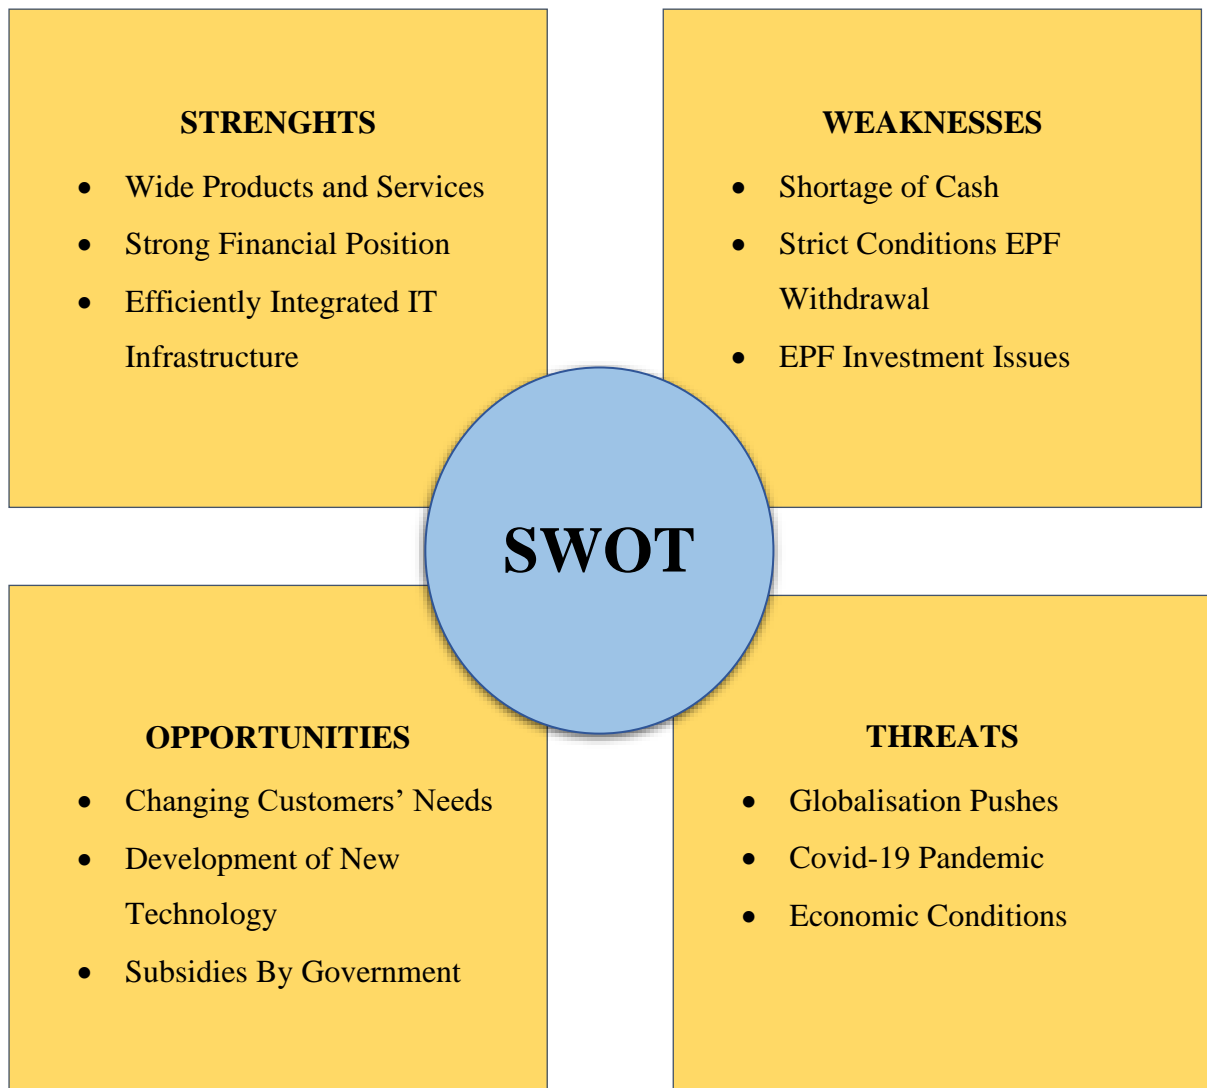 STRENGHTS
• Wide Products and Services
• Strong Financial Position
• Efficiently Integrated IT
Infrastructure
WEAKNESSES
• Shortage of Cash
• Strict Conditions EPF
Withdrawal
• EPF Investment Issues
SWOT
OPPORTUNITIES
• Changing Customers’ Needs
• Development of New
Technology
• Subsidies By Government
THREATS
• Globalisation Pushes
• Covid-19 Pandemic
• Economic Conditions